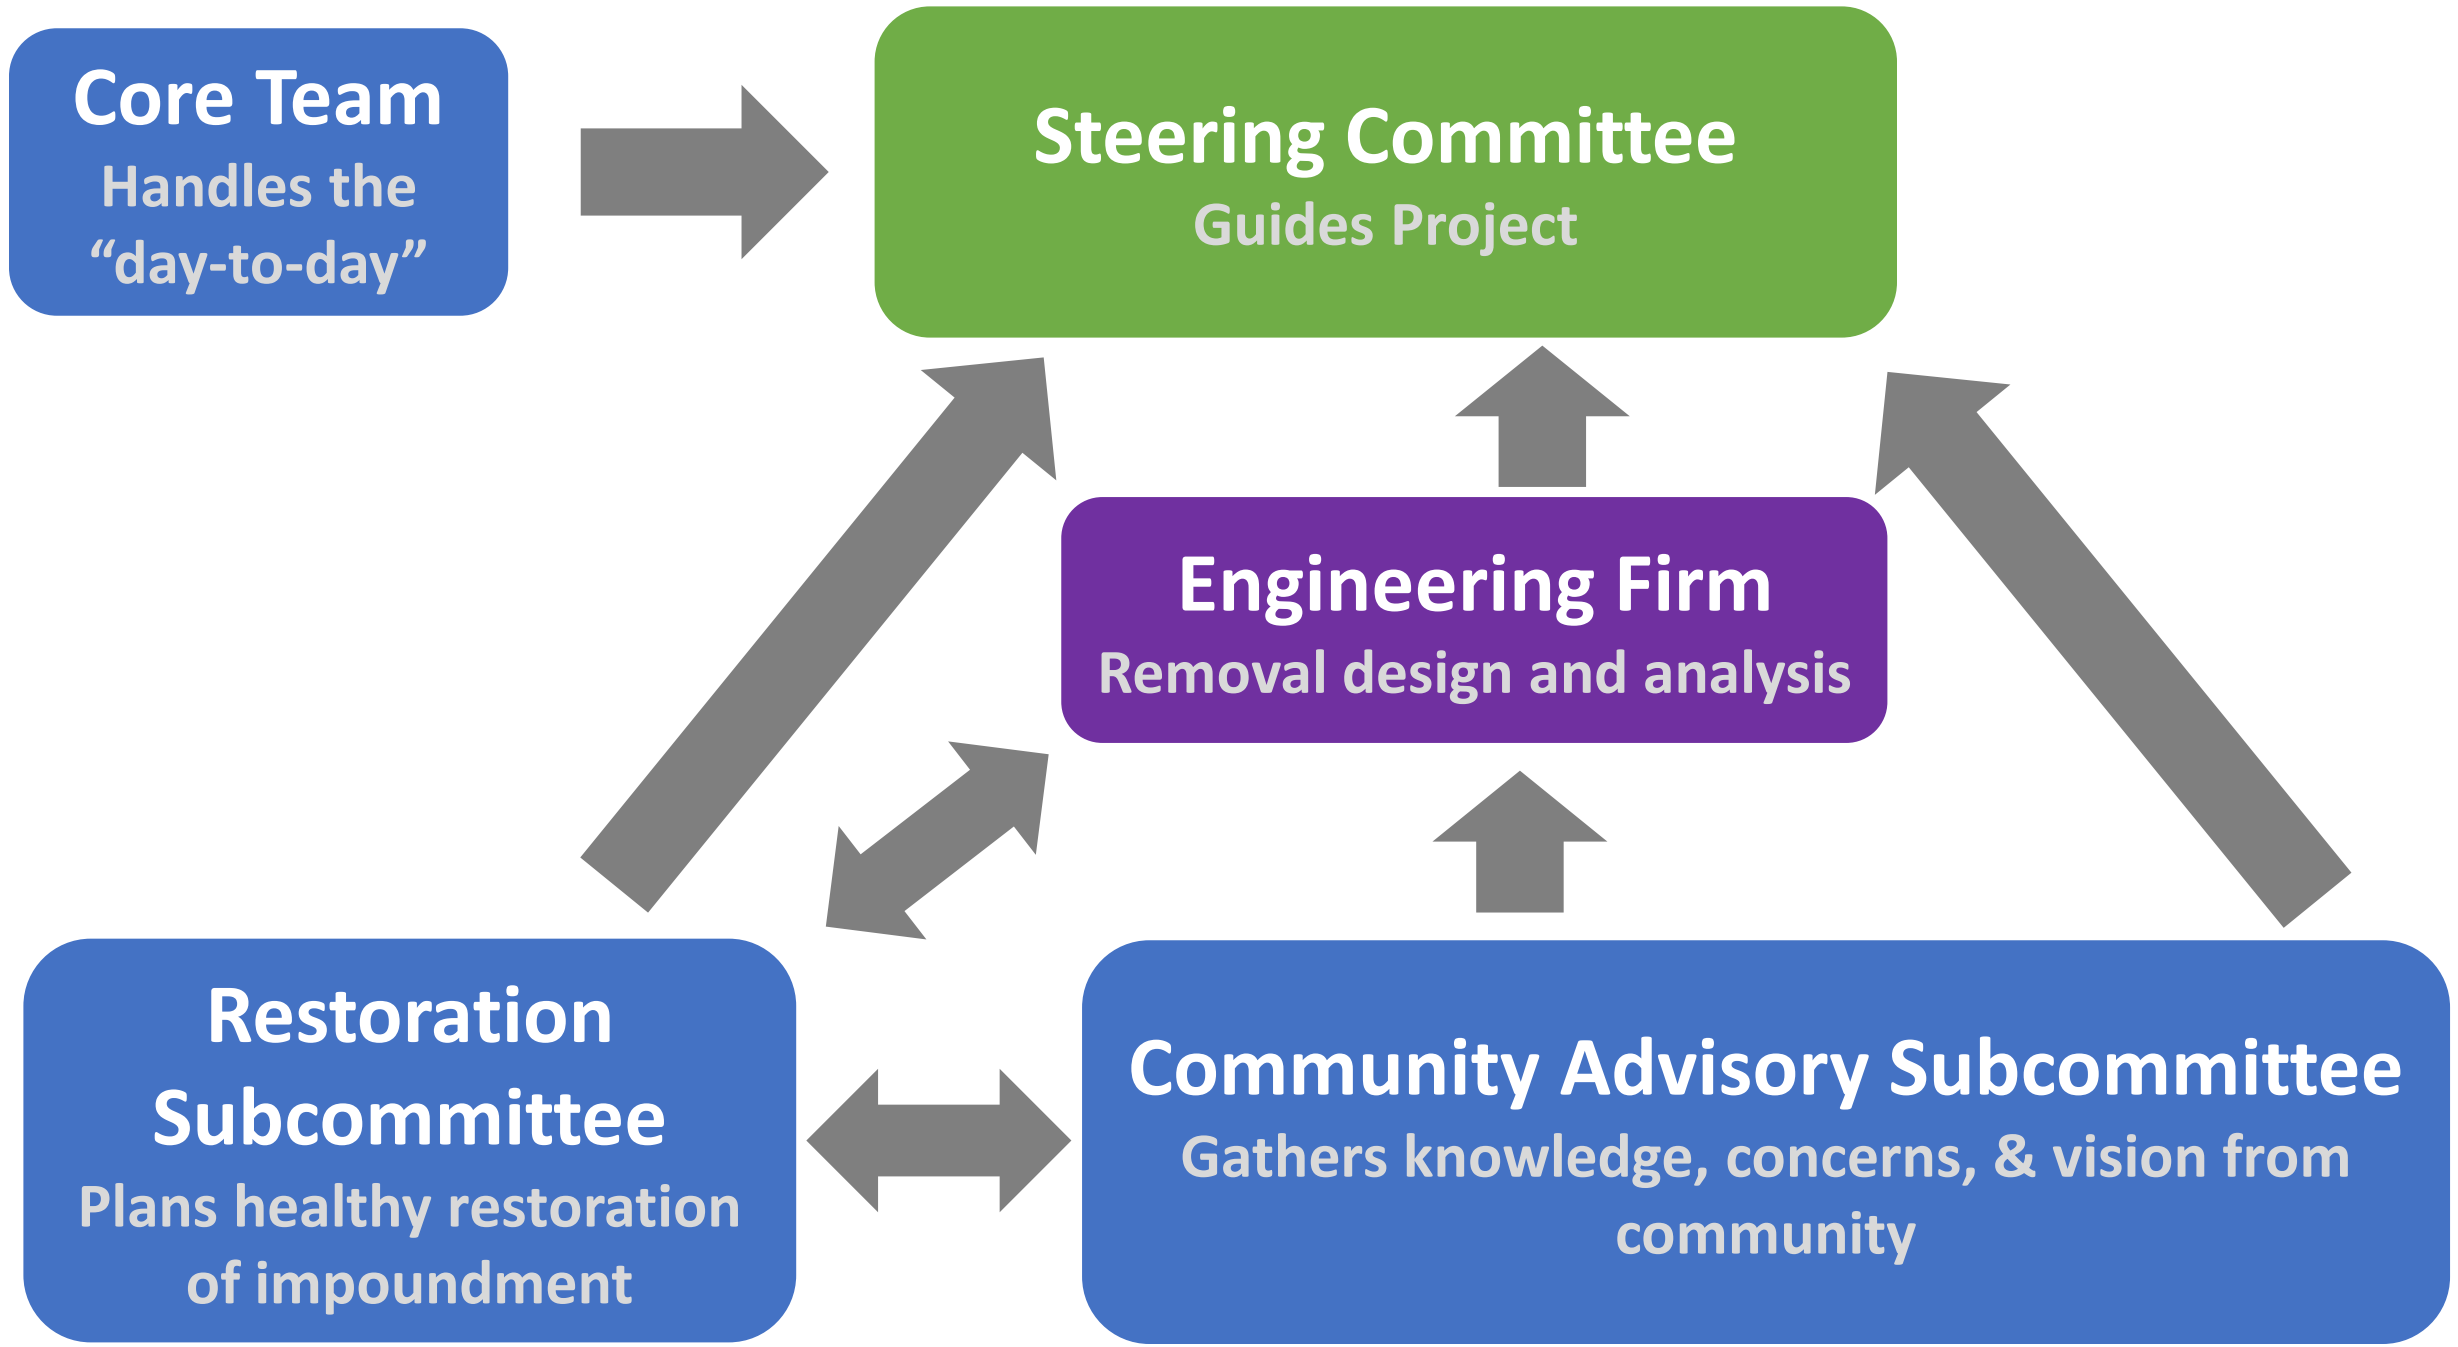 Core Team
Handles the
“day-to-day”
Steering Committee
Guides Project
Engineering Firm
Removal design and analysis
Restoration
Subcommittee
Plans healthy restoration
of impoundment
Community Advisory Subcommittee
Gathers knowledge, concerns, & vision from
community